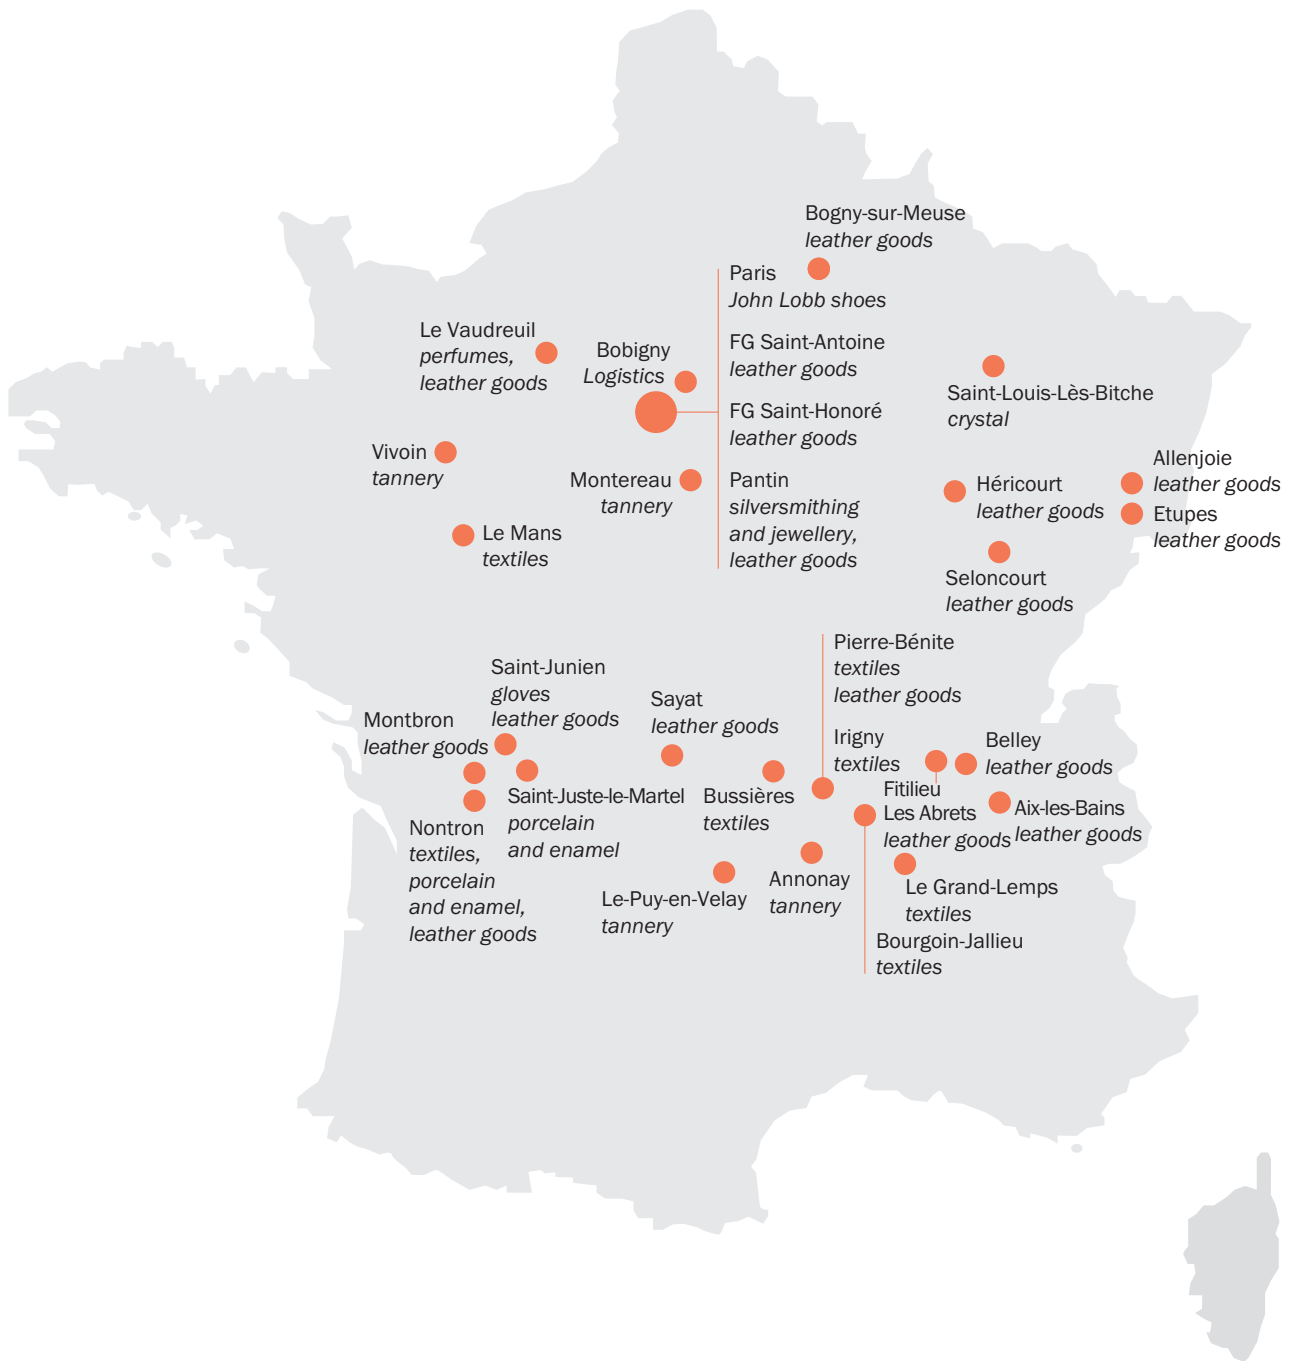 Bogny-sur-Meuse
leather goods
Paris
John Lobb shoes
FG Saint-Antoine
leather goods
FG Saint-Honoré
leather goods
Pantin
silversmithing
and jewellery,
leather goods
Le Vaudreuil
perfumes,
leather goods
Bobigny
Logistics
Saint-Louis-Lès-Bitche
crystal
Vivoin
tannery
Montereau
tannery
Héricourt
leather goods
Allenjoie
leather goods
Etupes
leather goods
Le Mans
textiles
Seloncourt
leather goods
Pierre-Bénite
textiles
leather goods
Irigny
textiles
Saint-Junien
gloves
leather goods
Sayat
leather goods
Montbron
leather goods
Belley
leather goods
Fitilieu
Les Abrets
leather goods
Aix-les-Bains
leather goods
Saint-Juste-le-Martel
porcelain
and enamel
Bussières
textiles
Nontron
textiles,
porcelain
and enamel,
leather goods
Le-Puy-en-Velay
tannery
Annonay
tannery
Le Grand-Lemps
textiles
Bourgoin-Jallieu
textiles